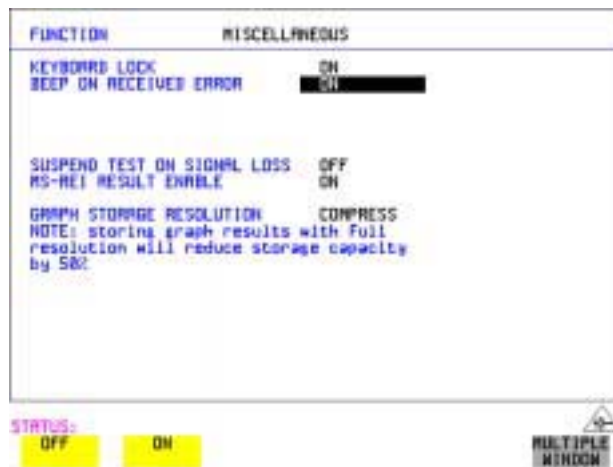 FUNCTION MISCELLANEOUS
KEYBOARD LOCK ON
BEEP ON RECEIVED ERROR ON
SUSPEND TEST ON SIGNAL LOSS OFF
MS-REI RESULT ENABLE ON
GRAPH STORAGE RESOLUTION COMPRESS
NOTE: storing graph results with Full
resolution will reduce storage capacity
by 50%
STATUS:
OFF ON MULTIPLE
WINDOW